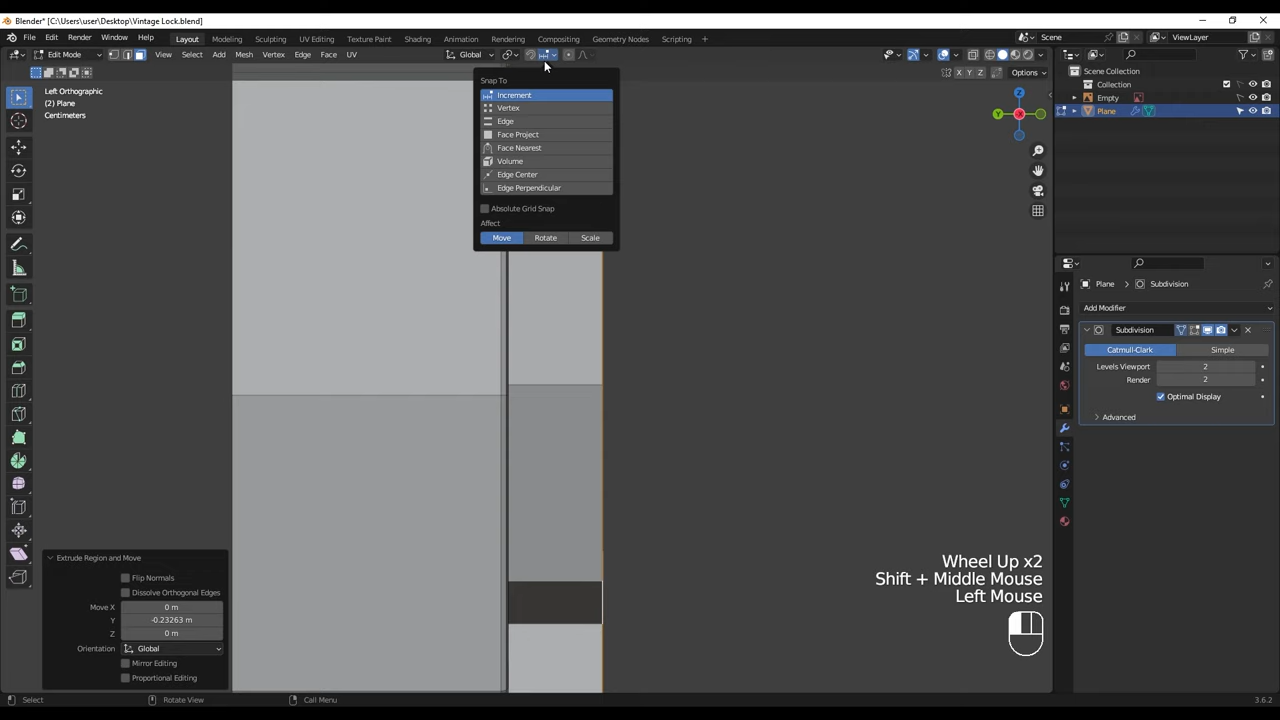 Blender* [C:\Users\user\Desktop\Vintage Lock.blend]
File Edit Render Window Help Layout Modeling Sculpting UV Editing Texture Paint Shading Animation Rendering Compositing Geometry Nodes Scripting + Scene ViewLayer
Edit Mode View Select Add Mesh Vertex Edge Face UV Global
X Y Z Options
Scene Collection
Collection
Empty
Plane
Left Orthographic
(2) Plane
Centimeters
Z
Y X
Snap To
Increment
Vertex
Edge
Face Project
Face Nearest
Volume
Edge Center
Edge Perpendicular
Absolute Grid Snap
Affect
Move Rotate Scale
Plane Subdivision
Add Modifier
Subdivision
Catmull-Clark Simple
Levels Viewport 2
Render 2
Optimal Display
Advanced
Extrude Region and Move
Flip Normals
Dissolve Orthogonal Edges
Move X 0 m
Y -0.23263 m
Z 0 m
Orientation Global
Mirror Editing
Proportional Editing
Wheel Up x2
Shift + Middle Mouse
Left Mouse
Select Rotate View Call Menu 3.6.2